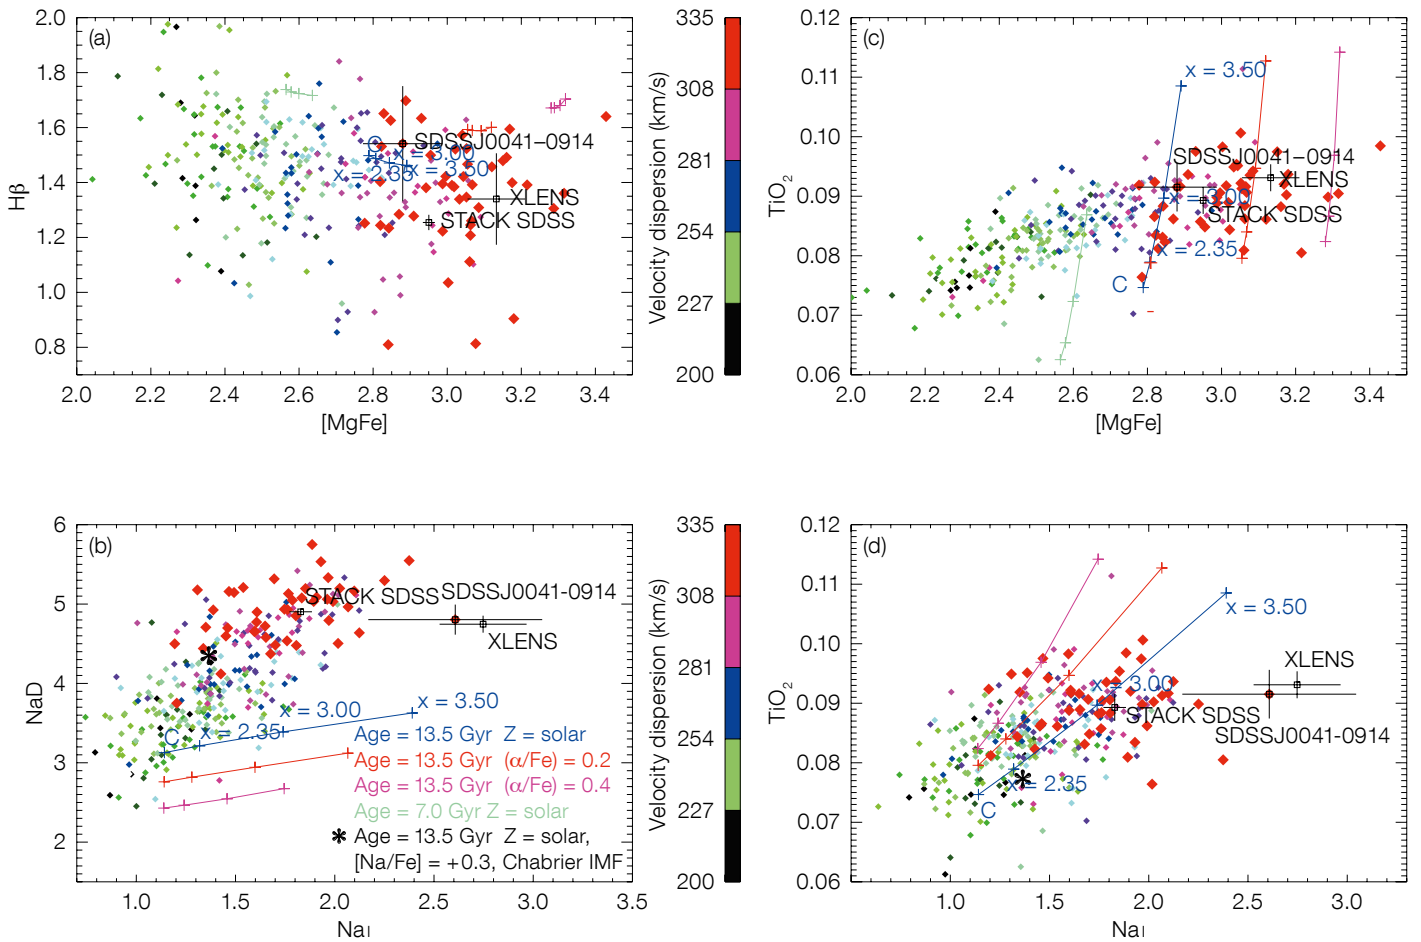 (a)
2.0
1.8
1.6
1.4
1.2
1.0
0.8
Hβ
SDSSJ0041–0914
C
x = 3.00
x = 2.35
x = 3.50
XLENS
STACK SDSS
2.0 2.2 2.4 2.6 2.8 3.0 3.2 3.4
[MgFe]
335
308
281
254
227
200
Velocity dispersion (km/s)
(c)
0.12
0.11
0.10
0.09
0.08
0.07
0.06
TiO2
x = 3.50
SDSSJ0041–0914
XLENS
x = 3.00
STACK SDSS
x = 2.35
C
2.0 2.2 2.4 2.6 2.8 3.0 3.2 3.4
[MgFe]
(b)
6
5
4
3
2
NaD
STACK SDSS
SDSSJ0041-0914
XLENS
x = 3.50
x = 3.00
x = 2.35
C
Age = 13.5 Gyr Z = solar
Age = 13.5 Gyr (α/Fe) = 0.2
Age = 13.5 Gyr (α/Fe) = 0.4
Age = 7.0 Gyr Z = solar
Age = 13.5 Gyr Z = solar,
[Na/Fe] = +0.3, Chabrier IMF
1.0 1.5 2.0 2.5 3.0 3.5
NaI
335
308
281
254
227
200
Velocity dispersion (km/s)
(d)
0.12
0.11
0.10
0.09
0.08
0.07
0.06
TiO2
x = 3.50
XLENS
x = 3.00
STACK SDSS
SDSSJ0041-0914
x = 2.35
C
1.0 1.5 2.0 2.5 3.0
NaI